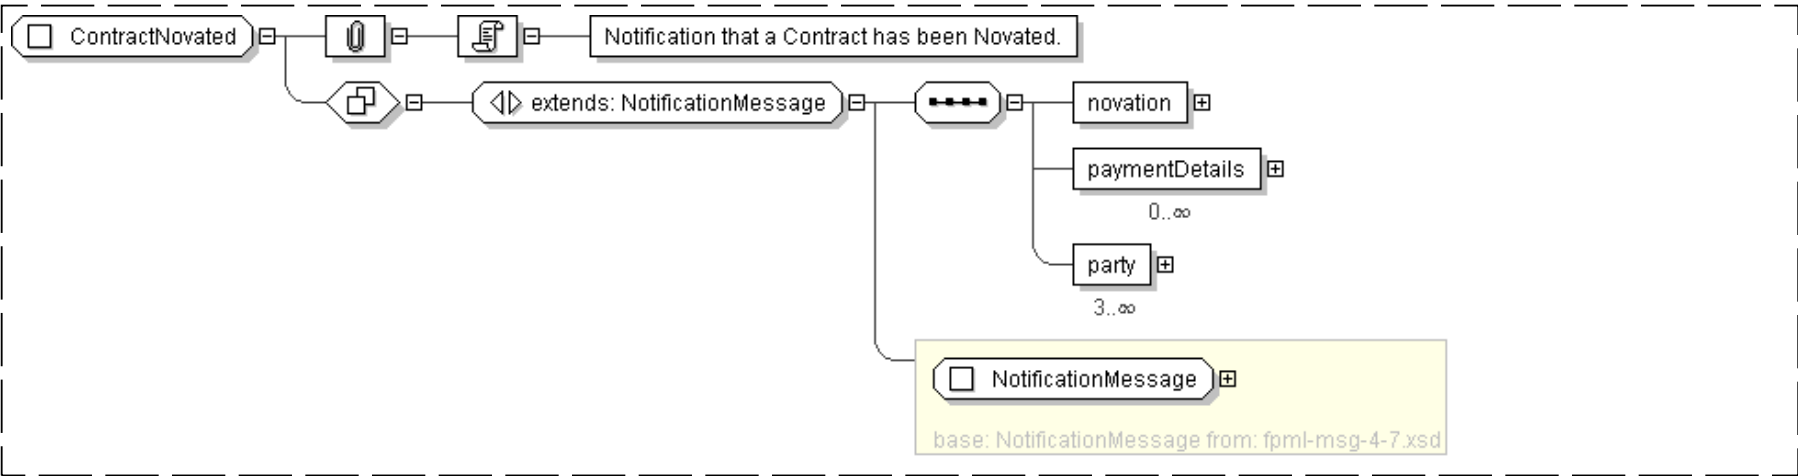 ContractNovated
Notification that a Contract has been Novated.
extends: NotificationMessage
novation
paymentDetails
0..∞
party
3..∞
NotificationMessage
base: NotificationMessage from: fpml-msg-4-7.xsd